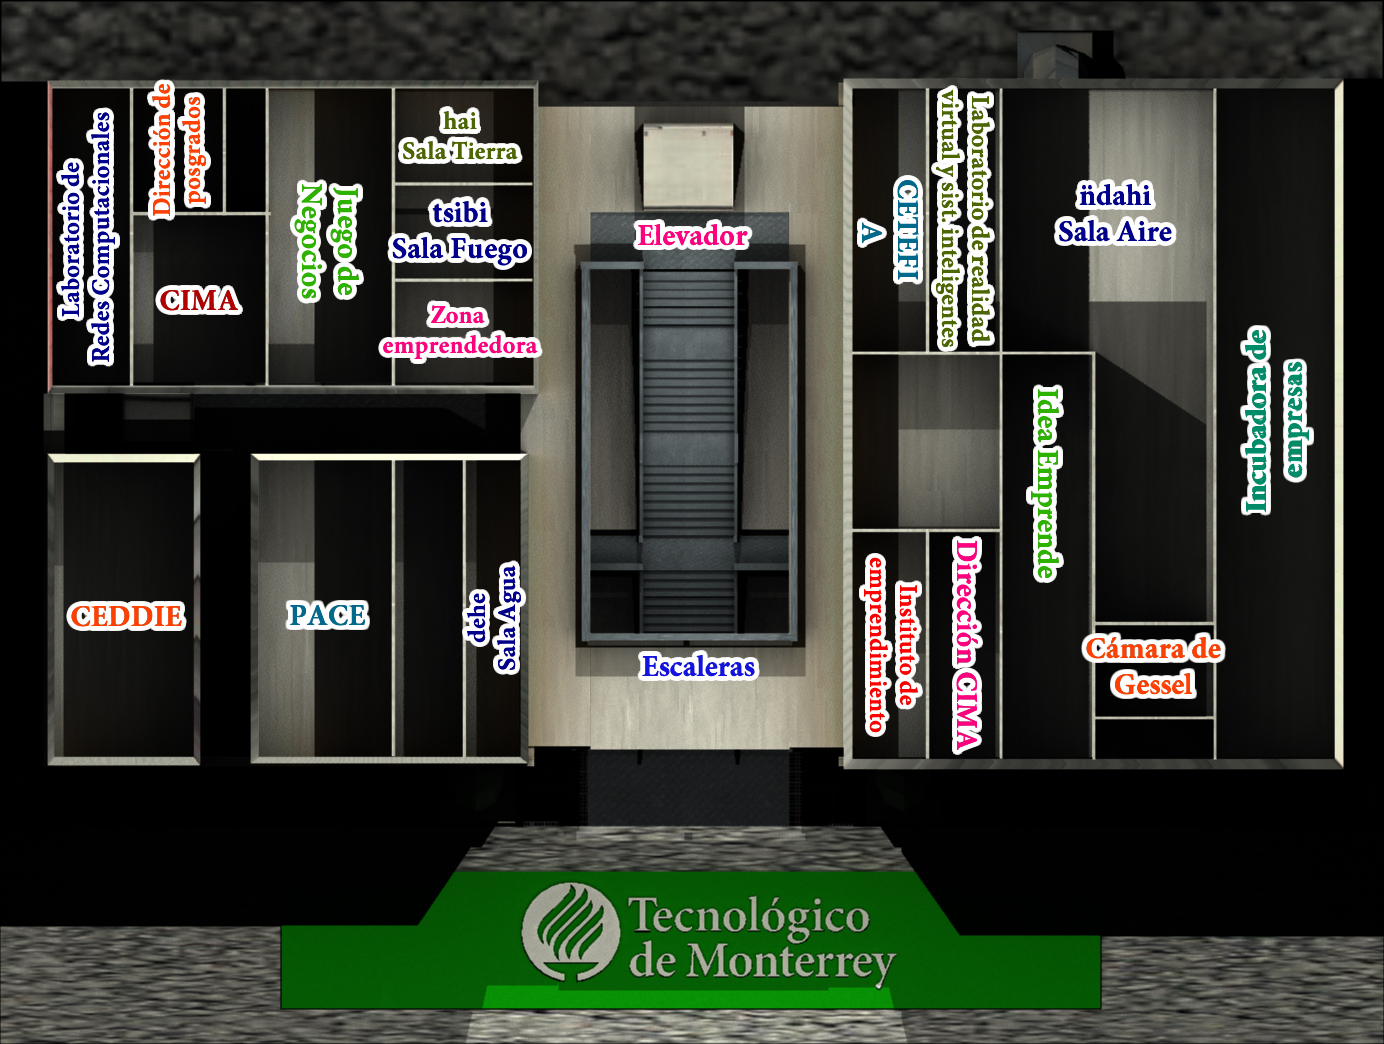 Laboratorio de
Redes Computacionales
Dirección de
posgrados
CIMA
Juego de
Negocios
hai
Sala Tierra
tsibi
Sala Fuego
Zona
emprendedora
CEDDIE
PACE
dehe
Sala Agua
Elevador
Escaleras
CETEFI
A
Laboratorio de realidad
virtual y sist. inteligentes
n̈dahi
Sala Aire
Incubadora de
empresas
Idea Emprende
Instituto de
emprendimiento
Dirección CIMA
Cámara de
Gessel
Tecnológico
de Monterrey